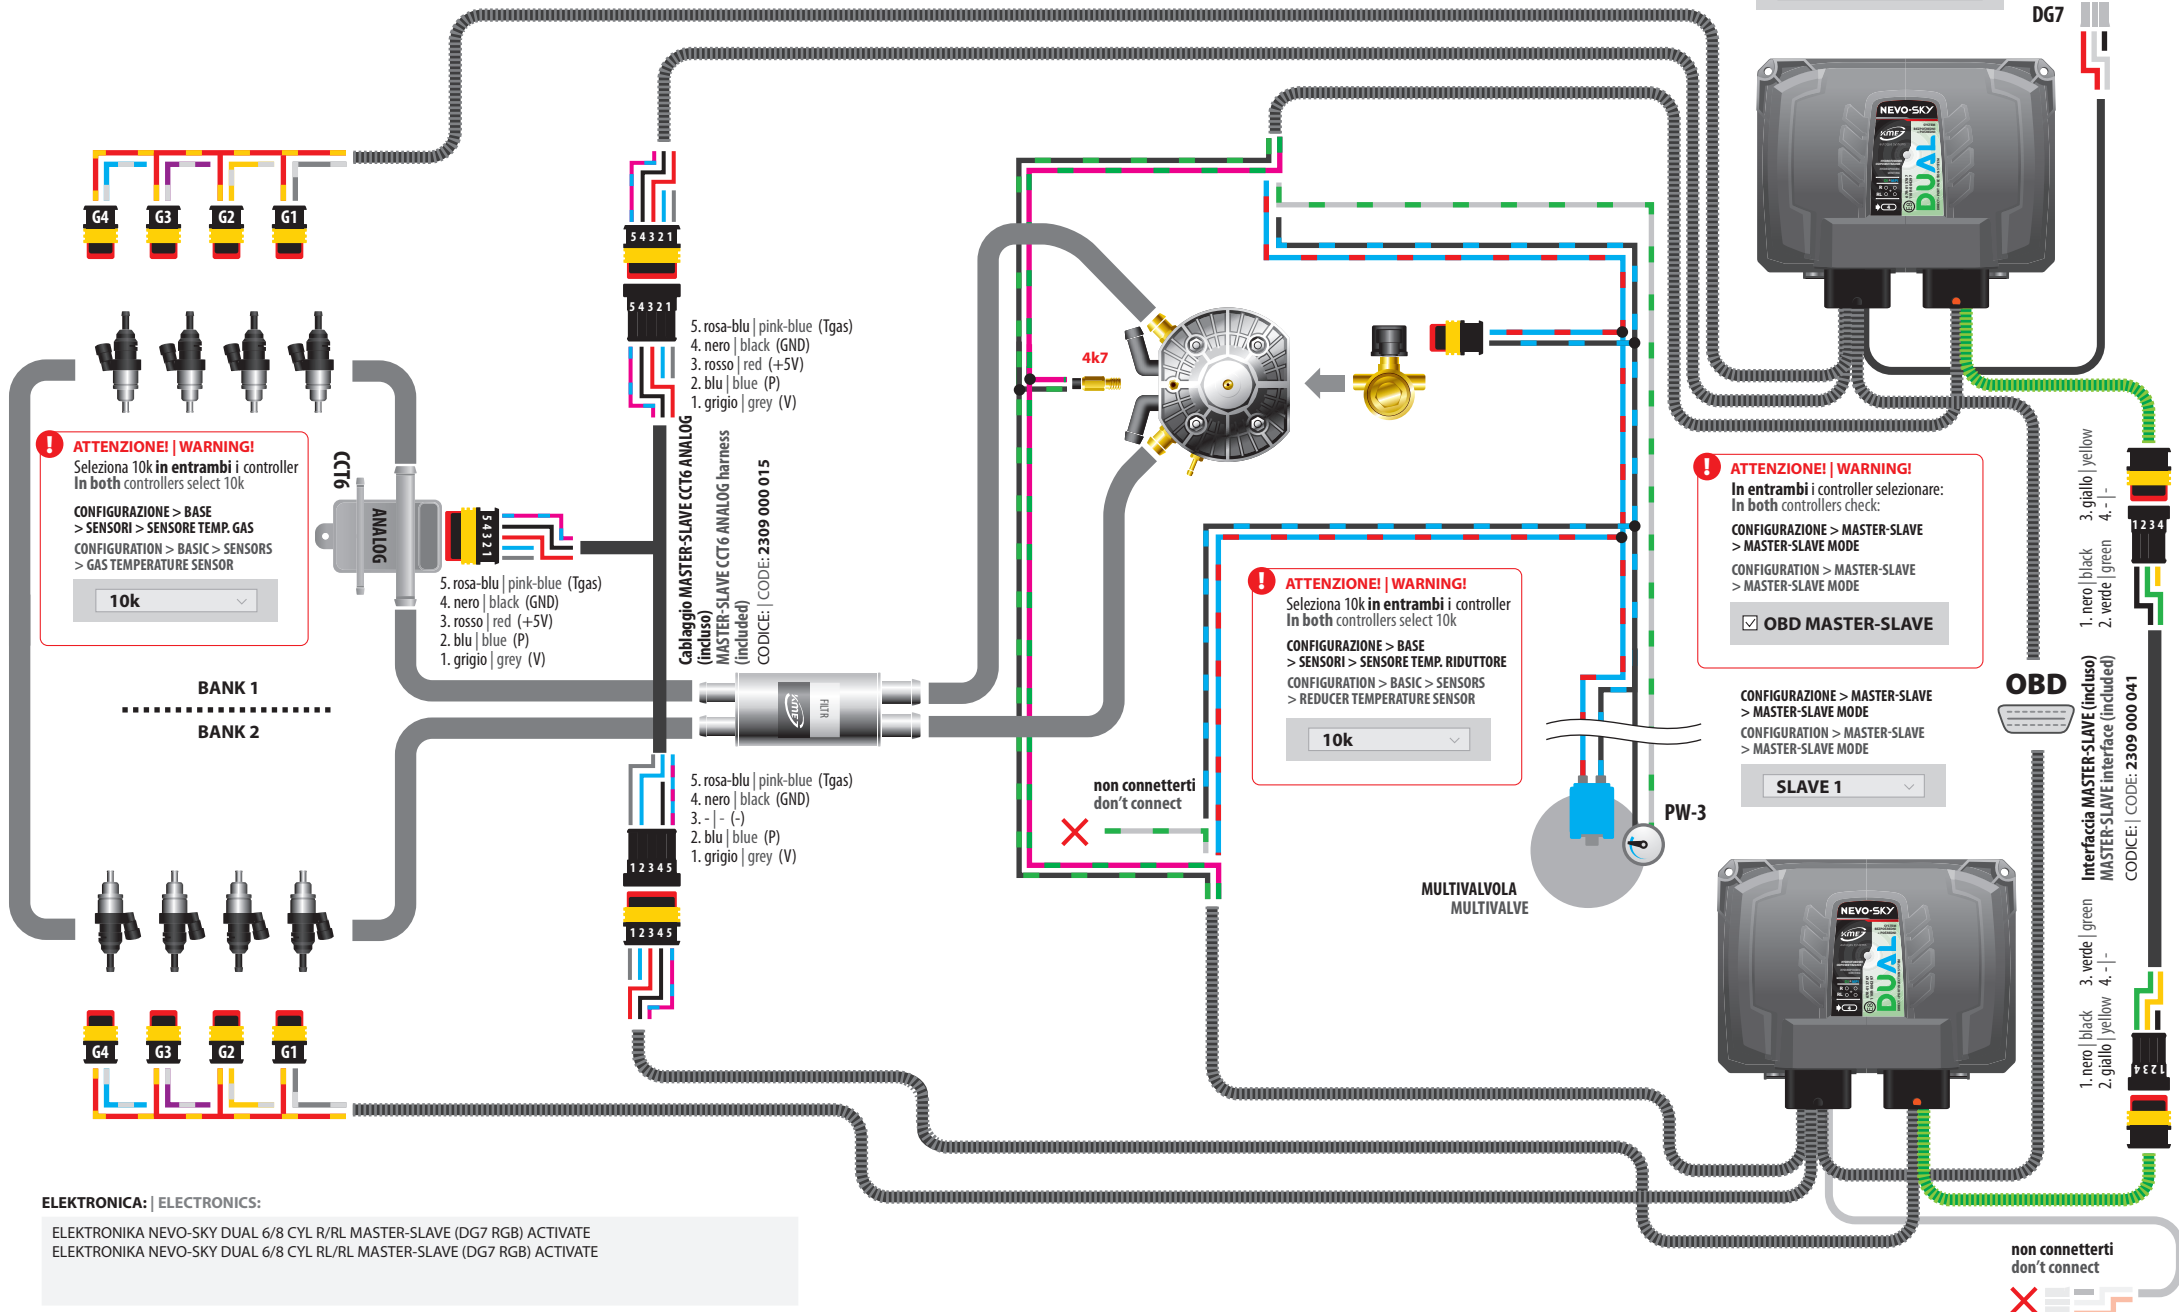 DG7
NEVO-SKY
KME
DUAL
G4 G3 G2 G1
5 4 3 2 1
5 4 3 2 1
5. rosa-blu | pink-blue (Tgas)
4. nero | black (GND)
3. rosso | red (+5V)
2. blu | blue (P)
1. grigio | grey (V)
4k7
ATTENZIONE! | WARNING!
Seleziona 10k in entrambi i controller
In both controllers select 10k
CONFIGURAZIONE > BASE
> SENSORI > SENSORE TEMP. GAS
CONFIGURATION > BASIC > SENSORS
> GAS TEMPERATURE SENSOR
10k
CCT6
ANALOG
5 4 3 2 1
5. rosa-blu | pink-blue (Tgas)
4. nero | black (GND)
3. rosso | red (+5V)
2. blu | blue (P)
1. grigio | grey (V)
Cablaggio MASTER-SLAVE CCT6 ANALOG
(incluso)
MASTER-SLAVE CCT6 ANALOG harness
(included)
CODICE: | CODE: 2309 000 015
BANK 1
BANK 2
KME
FILTR
ATTENZIONE! | WARNING!
Seleziona 10k in entrambi i controller
In both controllers select 10k
CONFIGURAZIONE > BASE
> SENSORI > SENSORE TEMP. RIDUTTORE
CONFIGURATION > BASIC > SENSORS
> REDUCER TEMPERATURE SENSOR
10k
ATTENZIONE! | WARNING!
In entrambi i controller selezionare:
In both controllers check:
CONFIGURAZIONE > MASTER-SLAVE
> MASTER-SLAVE MODE
CONFIGURATION > MASTER-SLAVE
> MASTER-SLAVE MODE
OBD MASTER-SLAVE
CONFIGURAZIONE > MASTER-SLAVE
> MASTER-SLAVE MODE
CONFIGURATION > MASTER-SLAVE
> MASTER-SLAVE MODE
SLAVE 1
OBD
1. nero | black 3. giallo | yellow
2. verde | green 4. - | -
1 2 3 4
Interfaccia MASTER-SLAVE (incluso)
MASTER-SLAVE interface (included)
CODICE: | CODE: 2309 000 041
1. nero | black 3. verde | green
2. giallo | yellow 4. - | -
1 2 3 4
5. rosa-blu | pink-blue (Tgas)
4. nero | black (GND)
3. - | - (-)
2. blu | blue (P)
1. grigio | grey (V)
1 2 3 4 5
1 2 3 4 5
non connetterti
don't connect
PW-3
MULTIVALVOLA
MULTIVALVE
NEVO-SKY
KME
DUAL
G4 G3 G2 G1
ELEKTRONICA: | ELECTRONICS:
ELEKTRONIKA NEVO-SKY DUAL 6/8 CYL R/RL MASTER-SLAVE (DG7 RGB) ACTIVATE
ELEKTRONIKA NEVO-SKY DUAL 6/8 CYL RL/RL MASTER-SLAVE (DG7 RGB) ACTIVATE
non connetterti
don't connect